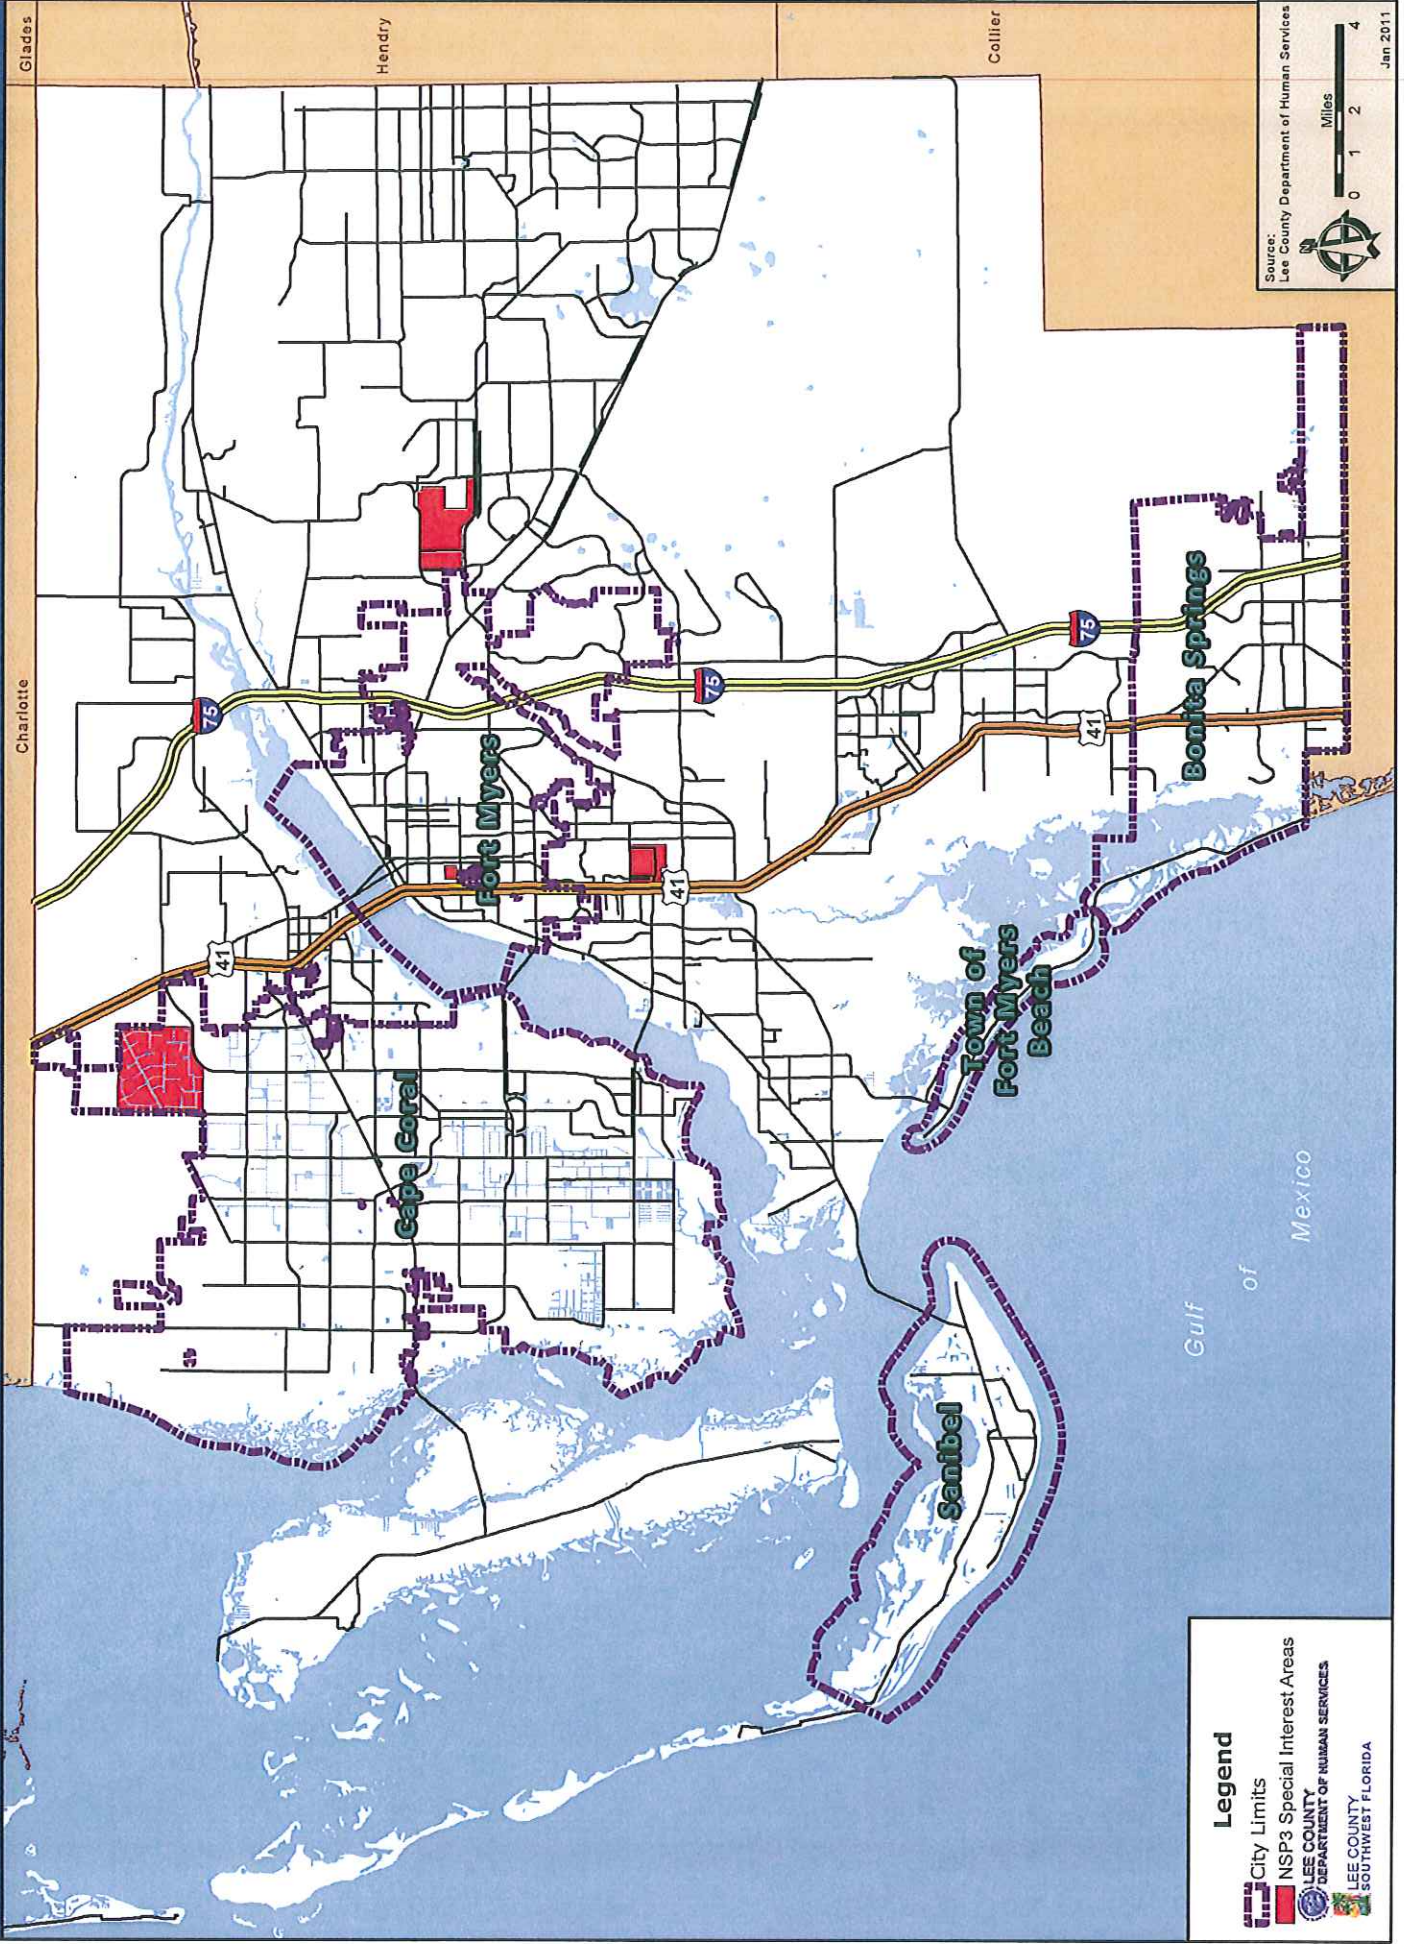 Glades
Hendry
Collier
Charlotte
75
41
Fort Myers
Cape Coral
75
41
75
41
Bonita Springs
Town of
Fort Myers
Beach
Sanibel
Gulf
of
Mexico
Legend
City Limits
NSP3 Special Interest Areas
LEE COUNTY
DEPARTMENT OF HUMAN SERVICES
LEE COUNTY
SOUTHWEST FLORIDA
Source:
Lee County Department of Human Services
N
Miles
0 1 2 4
Jan 2011